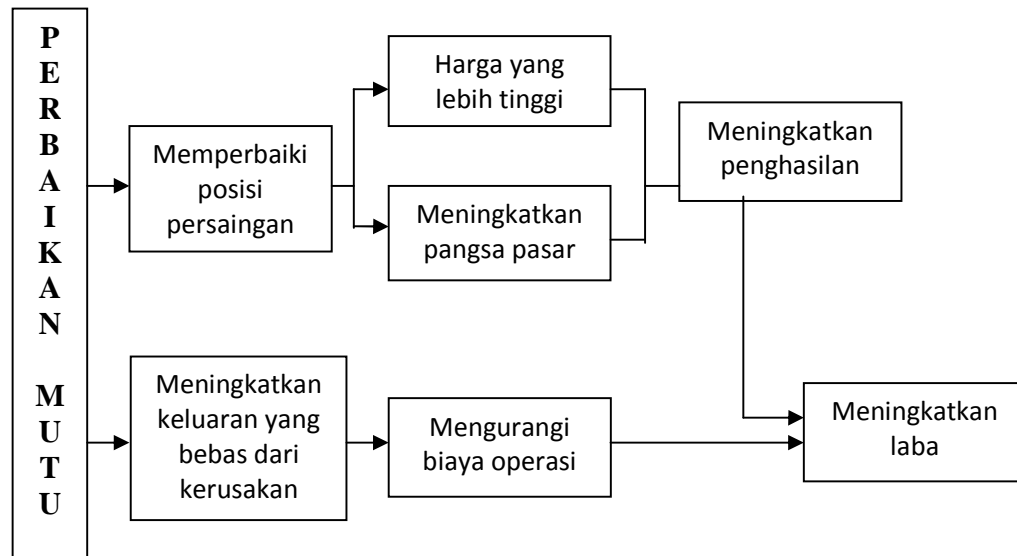 PERBAIKAN MUTU
Memperbaiki
posisi
persaingan
Harga yang
lebih tinggi
Meningkatkan
pangsa pasar
Meningkatkan
penghasilan
Meningkatkan
keluaran yang
bebas dari
kerusakan
Mengurangi
biaya operasi
Meningkatkan
laba